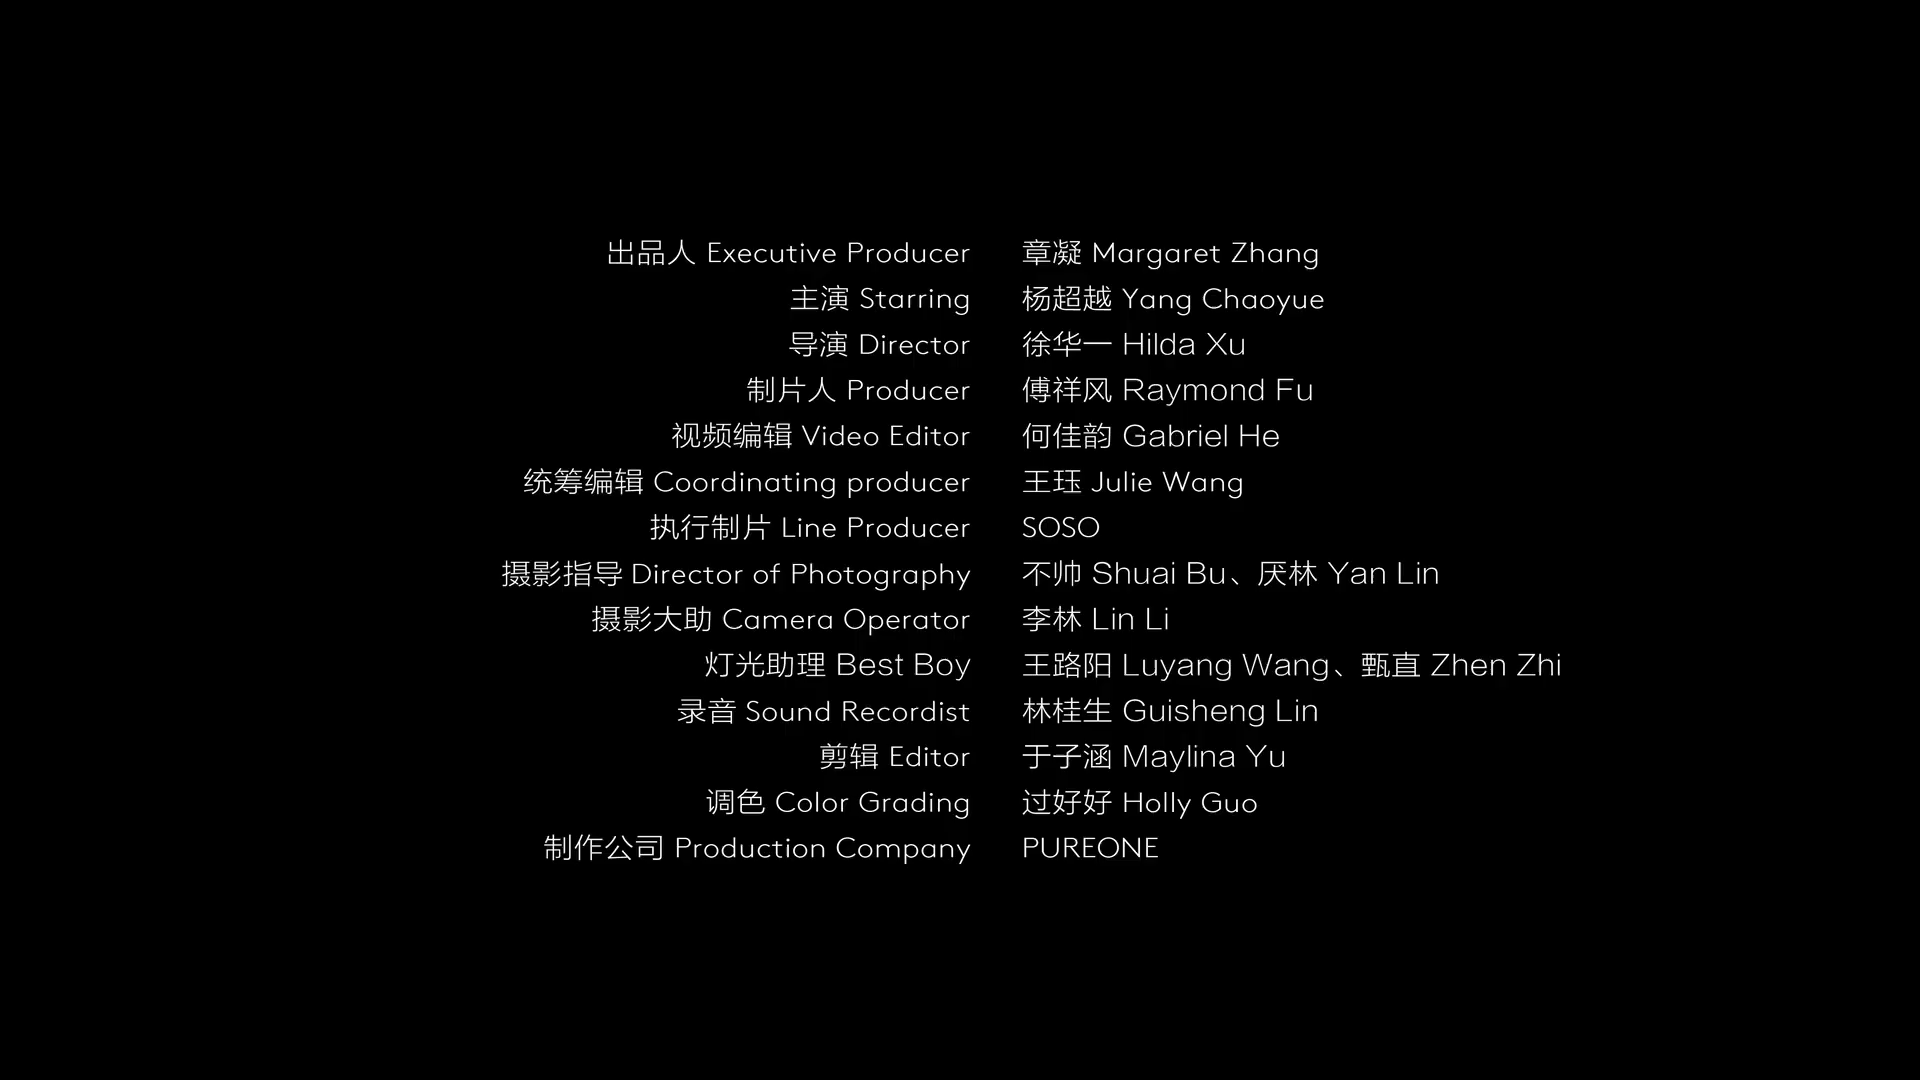 出品人 Executive Producer 章凝 Margaret Zhang
主演 Starring 杨超越 Yang Chaoyue
导演 Director 徐华一 Hilda Xu
制片人 Producer 傅祥风 Raymond Fu
视频编辑 Video Editor 何佳韵 Gabriel He
统筹编辑 Coordinating producer 王珏 Julie Wang
执行制片 Line Producer SOSO
摄影指导 Director of Photography 不帅 Shuai Bu、厌林 Yan Lin
摄影大助 Camera Operator 李林 Lin Li
灯光助理 Best Boy 王路阳 Luyang Wang、甄直 Zhen Zhi
录音 Sound Recordist 林桂生 Guisheng Lin
剪辑 Editor 于子涵 Maylina Yu
调色 Color Grading 过好好 Holly Guo
制作公司 Production Company PUREONE